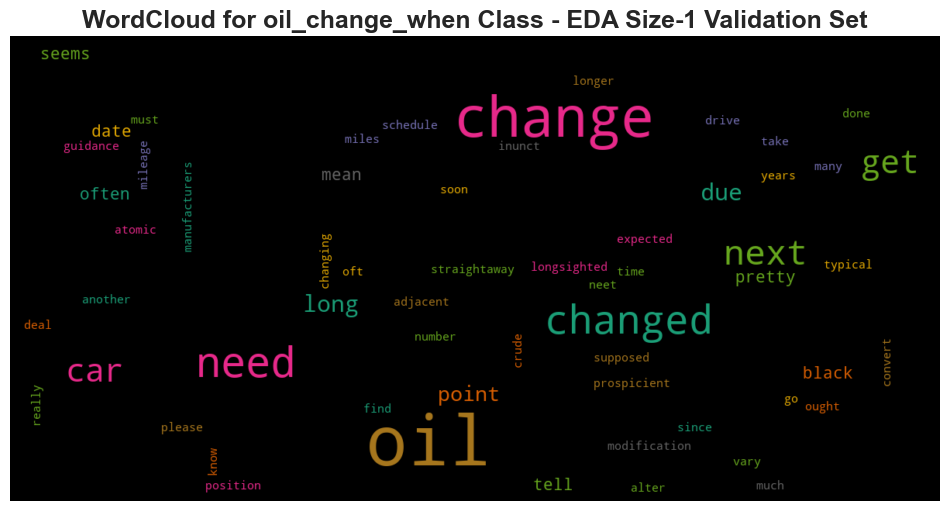 WordCloud for oil_change_when Class - EDA Size-1 Validation Set
seems
longer
change
must
date
guidance
mileage
schedule
miles
inunct
drive
done
take
get
often
manufacturers
mean
soon
due
years
many
atomic
changing
oft
straightaway
longsighted
expected
time
neet
next
pretty
typical
another
long
adjacent
changed
deal
number
crude
supposed
convert
car
need
prospicient
black
really
point
go
ought
find
please
oil
since
know
modification
vary
position
tell
alter
much